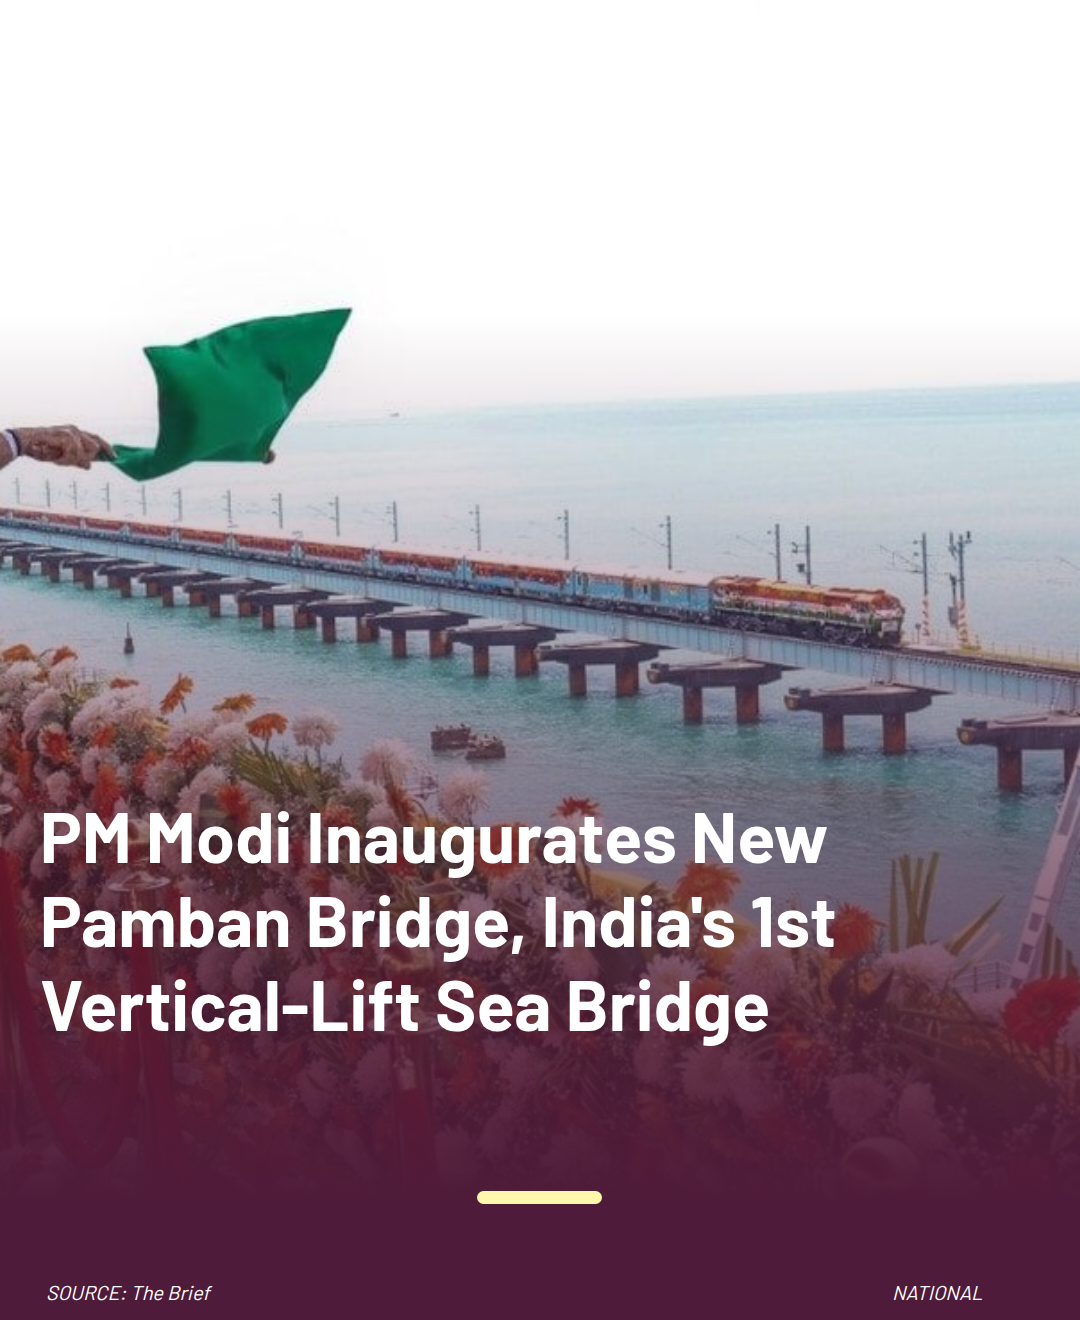 PM Modi Inaugurates New
Pamban Bridge, India's 1st
Vertical-Lift Sea Bridge
SOURCE: The Brief
NATIONAL